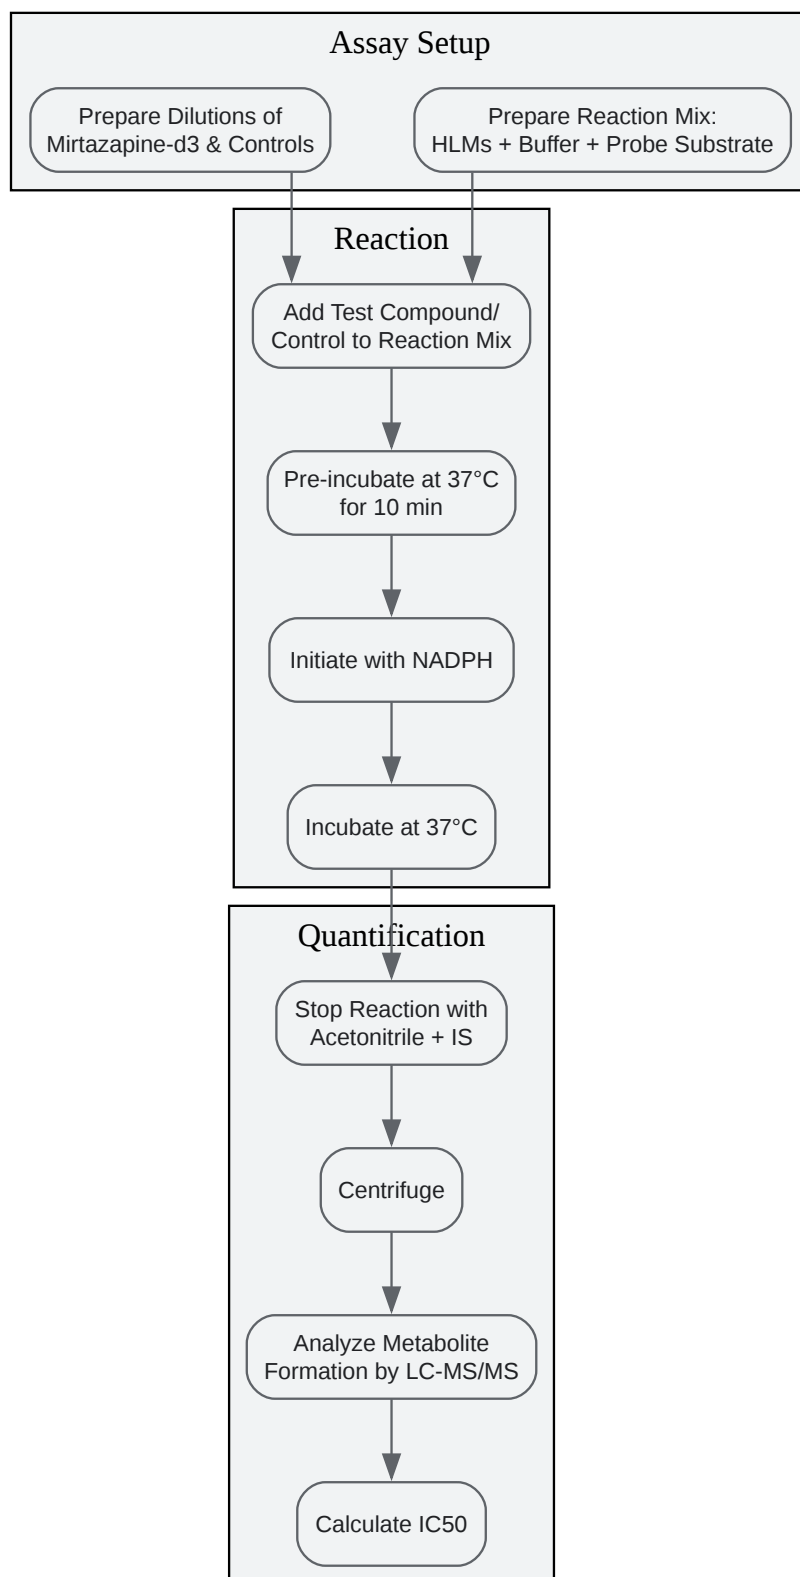 Assay Setup
Prepare Dilutions of
Mirtazapine-d3 & Controls
Prepare Reaction Mix:
HLMs + Buffer + Probe Substrate
Reaction
Add Test Compound/
Control to Reaction Mix
Pre-incubate at 37°C
for 10 min
Initiate with NADPH
Incubate at 37°C
Quantification
Stop Reaction with
Acetonitrile + IS
Centrifuge
Analyze Metabolite
Formation by LC-MS/MS
Calculate IC50